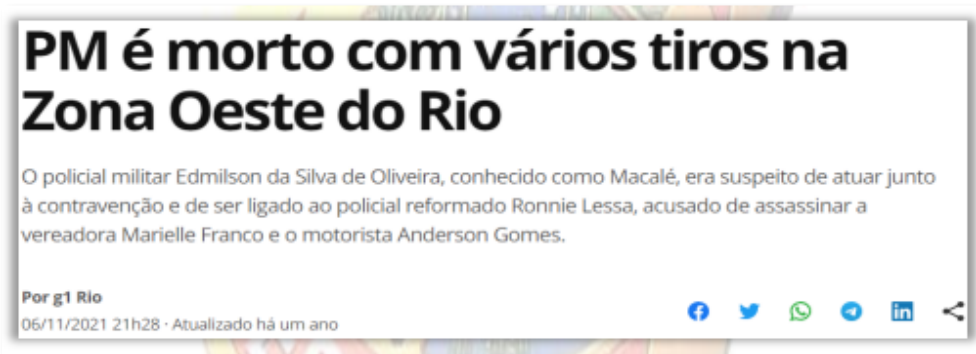 PM é morto com vários tiros na
Zona Oeste do Rio
O policial militar Edmilson da Silva de Oliveira, conhecido como Macalé, era suspeito de atuar junto
à contravenção e de ser ligado ao policial reformado Ronnie Lessa, acusado de assassinar a
vereadora Marielle Franco e o motorista Anderson Gomes.
Por g1 Rio
06/11/2021 21h28 · Atualizado há um ano
in